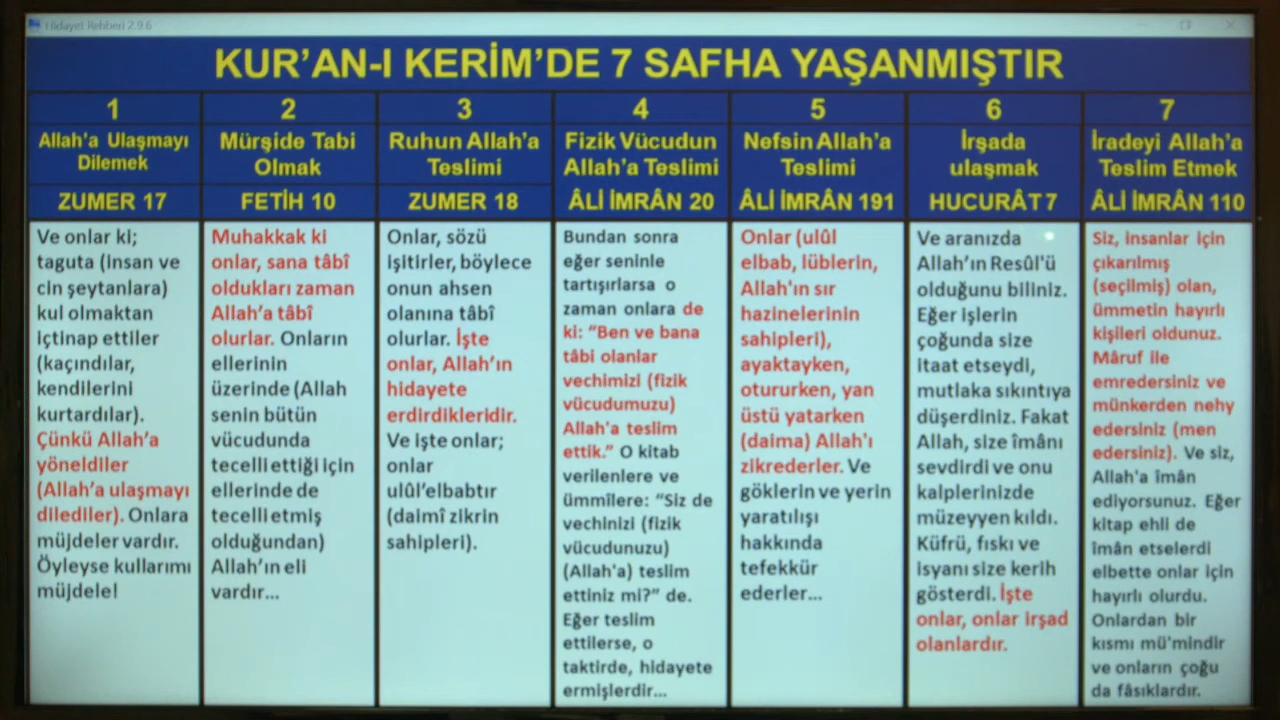 Hidayet Rehberi 2.9.6
KUR’AN-I KERİM’DE 7 SAFHA YAŞANMIŞTIR
1
Allah’a Ulaşmayı
Dilemek
ZUMER 17
Ve onlar ki;
taguta (insan ve
cin şeytanlara)
kul olmaktan
içtinap ettiler
(kaçındılar,
kendilerini
kurtardılar).
Çünkü Allah’a
yöneldiler
(Allah’a ulaşmayı
dilediler). Onlara
müjdeler vardır.
Öyleyse kullarımı
müjdele!
2
Mürşide Tabi
Olmak
FETİH 10
Muhakkak ki
onlar, sana tâbî
oldukları zaman
Allah’a tâbî
olurlar. Onların
ellerinin
üzerinde (Allah
senin bütün
vücudunda
tecelli ettiği için
ellerinde de
tecelli etmiş
olduğundan)
Allah’ın eli
vardır...
3
Ruhun Allah’a
Teslimi
ZUMER 18
Onlar, sözü
işitirler, böylece
onun ahsen
olanına tâbî
olurlar. İşte
onlar, Allah’ın
hidayete
erdirdikleridir.
Ve işte onlar;
onlar
ulûl’elbabtır
(daimî zikrin
sahipleri).
4
Fizik Vücudun
Allah’a Teslimi
ÂLİ İMRÂN 20
Bundan sonra
eğer seninle
tartışırlarsa o
zaman onlara de
ki: “Ben ve bana
tâbi olanlar
vechimizi (fizik
vücudumuzu)
Allah'a teslim
ettik.” O kitab
verilenlere ve
ümmîlere: “Siz de
vechinizi (fizik
vücudunuzu)
(Allah'a) teslim
ettiniz mi?” de.
Eğer teslim
ettilerse, o
taktirde, hidayete
ermişlerdir...
5
Nefsin Allah’a
Teslimi
ÂLİ İMRÂN 191
Onlar (ulûl
elbab, lüblerin,
Allah'ın sır
hazinelerinin
sahipleri),
ayaktayken,
otururken, yan
üstü yatarken
(daima) Allah'ı
zikrederler. Ve
göklerin ve yerin
yaratılışı
hakkında
tefekkür
ederler...
6
İrşada
ulaşmak
HUCURÂT 7
Ve aranızda
Allah’ın Resûl'ü
olduğunu biliniz.
Eğer işlerin
çoğunda size
itaat etseydi,
mutlaka sıkıntıya
düşerdiniz. Fakat
Allah, size îmânı
sevdirdi ve onu
kalplerinizde
müzeyyen kıldı.
Küfrü, fıskı ve
isyanı size kerih
gösterdi. İşte
onlar, onlar irşad
olanlardır.
7
İradeyi Allah’a
Teslim Etmek
ÂLİ İMRÂN 110
Siz, insanlar için
çıkarılmış
(seçilmiş) olan,
ümmetin hayırlı
kişileri oldunuz.
Mâruf ile
emredersiniz ve
münkerden nehy
edersiniz (men
edersiniz). Ve siz,
Allah'a îmân
ediyorsunuz. Eğer
kitap ehli de
îmân etselerdi
elbette onlar için
hayırlı olurdu.
Onlardan bir
kısmı mü'mindir
ve onların çoğu
da fâsıklardır.